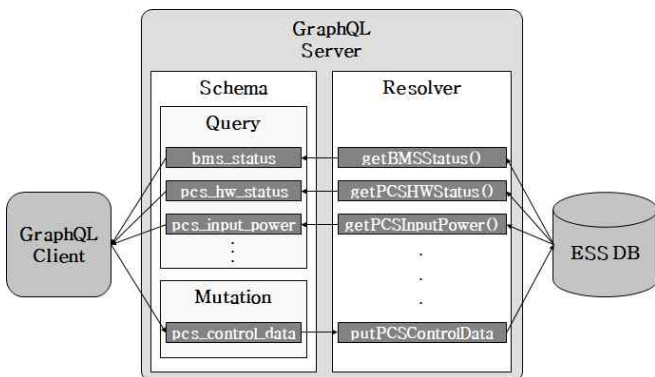 GraphQL
Server
Schema
Resolver
Query
bms_status
getBMSStatus()
pcs_hw_status
getPCSHWStatus()
pcs_input_power
getPCSInputPower()
GraphQL
Client
ESS DB
Mutation
pcs_control_data
putPCSControlData